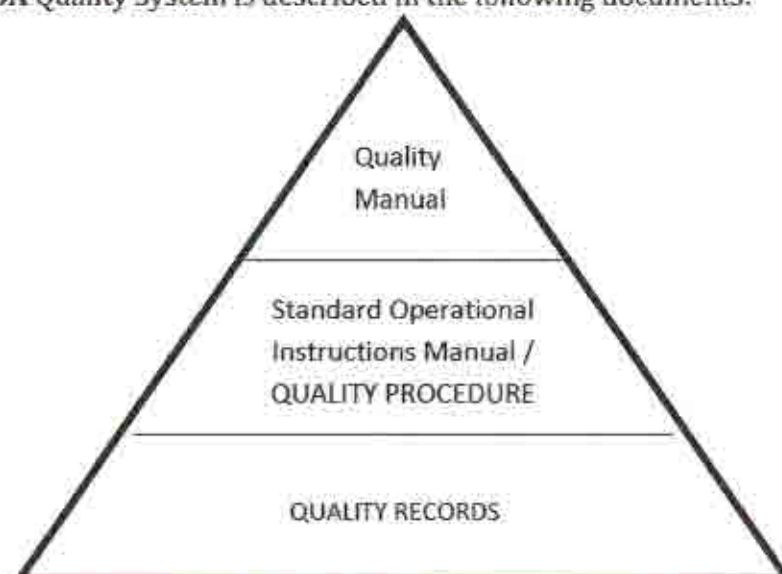 Quality System is described in the following documents:
Quality
Manual
Standard Operational
Instructions Manual /
QUALITY PROCEDURE
QUALITY RECORDS